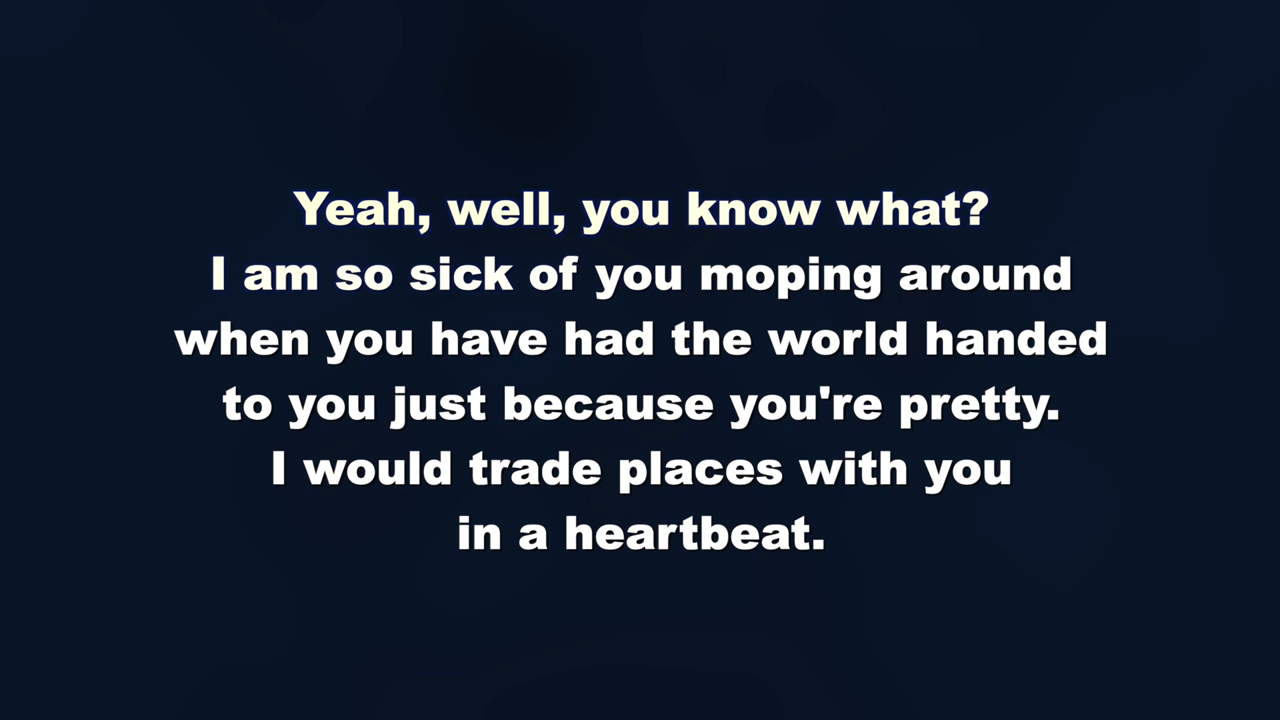 Yeah, well, you know what?
I am so sick of you moping around
when you have had the world handed
to you just because you're pretty.
I would trade places with you
in a heartbeat.